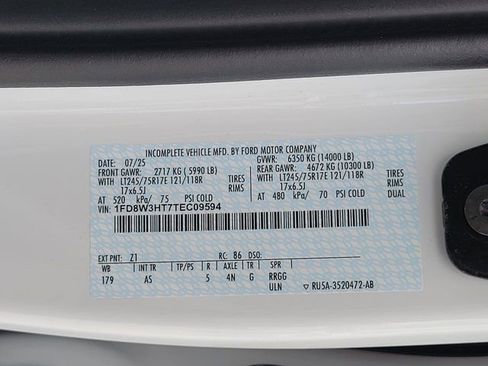 INCOMPLETE VEHICLE MFD. BY FORD MOTOR COMPANY
DATE: 07/25 GVWR: 6350 KG (14000 LB)
FRONT GAWR: 2717 KG ( 5990 LB) REAR GAWR: 4672 KG (10300 LB)
WITH LT245/75R17E 121/118R TIRES WITH LT245/75R17E 121/118R TIRES
17x6.5J RIMS 17x6.5J RIMS
AT 520 kPa/ 75 PSI COLD AT 480 kPa/ 70 PSI COLD DUAL
VIN: 1FD8W3HT7TEC09594
EXT PNT: Z1 RC: 86 DSO:
WB INT TR TP/PS R AXLE TR SPR RRGG
179 AS 5 4N G ULN RU5A-3520472-AB